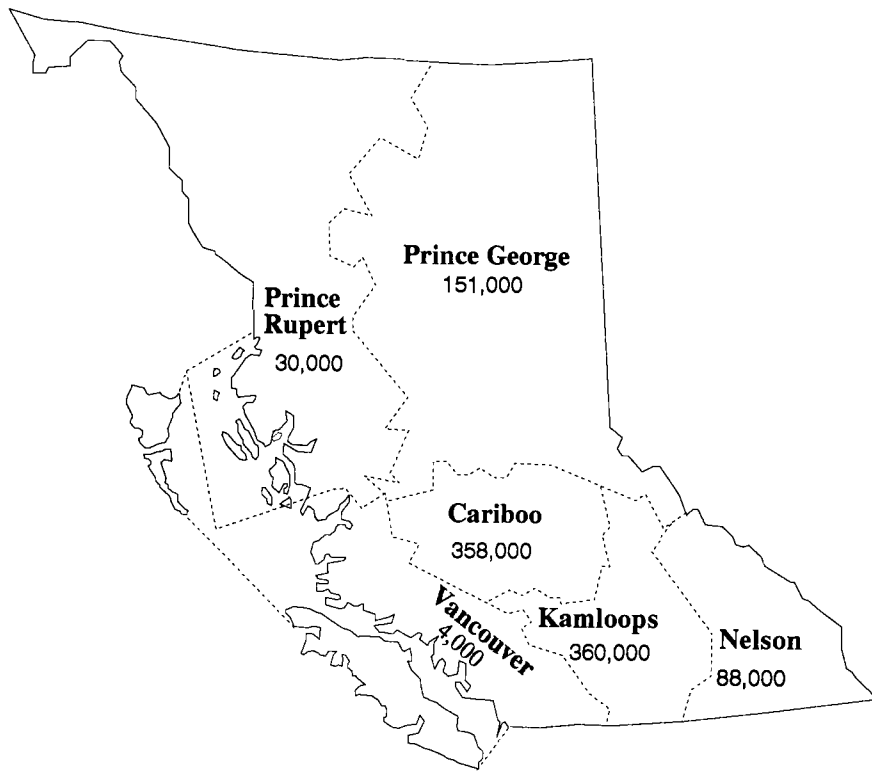 Prince George
151,000
Prince
Rupert
30,000
Cariboo
358,000
Vancouver
4,000
Kamloops
360,000
Nelson
88,000